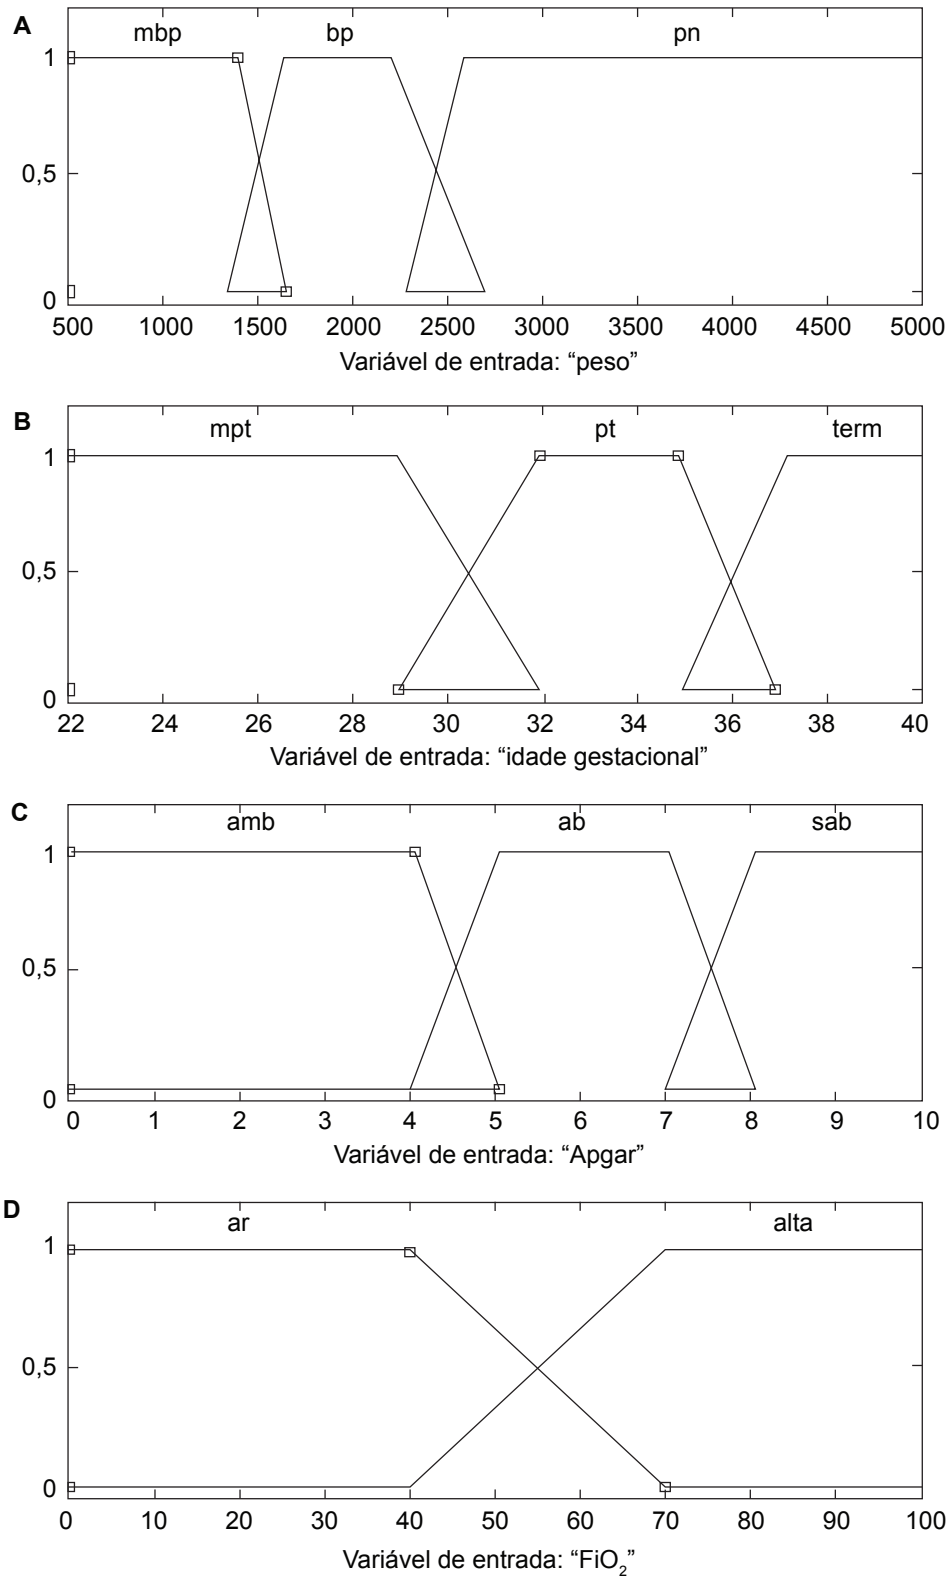 A
mbp bp pn
1
0,5
0
500 1000 1500 2000 2500 3000 3500 4000 4500 5000
Variável de entrada: “peso”
B
mpt pt term
1
0,5
0
22 24 26 28 30 32 34 36 38 40
Variável de entrada: “idade gestacional”
C
amb ab sab
1
0,5
0
0 1 2 3 4 5 6 7 8 9 10
Variável de entrada: “Apgar”
D
ar alta
1
0,5
0
0 10 20 30 40 50 60 70 80 90 100
Variável de entrada: “FiO₂”